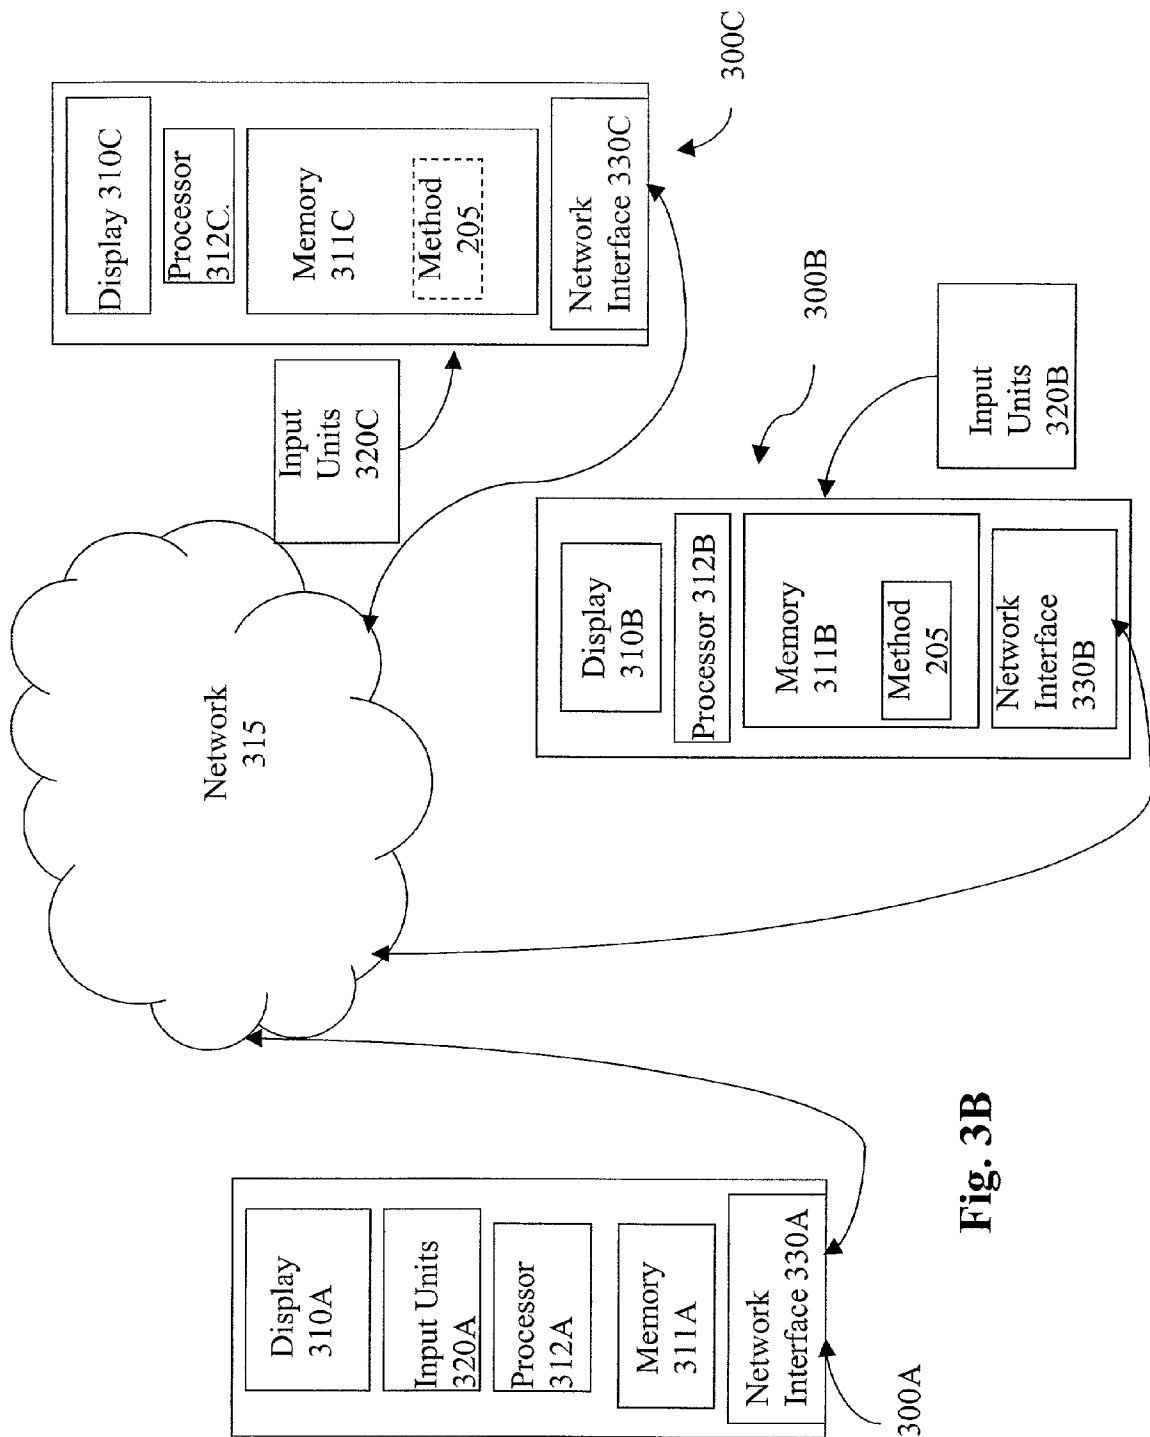 Display
310A
Input Units
320A
Processor
312A
Memory
311A
Network
Interface 330A
300A
Network
315
Display
310B
Processor 312B
Memory
311B
Method
205
Network
Interface
330B
300B
Input
Units
320B
Input
Units
320C
Display 310C
Processor
312C.
Memory
311C
Method
205
Network
Interface 330C
300C
Fig. 3B